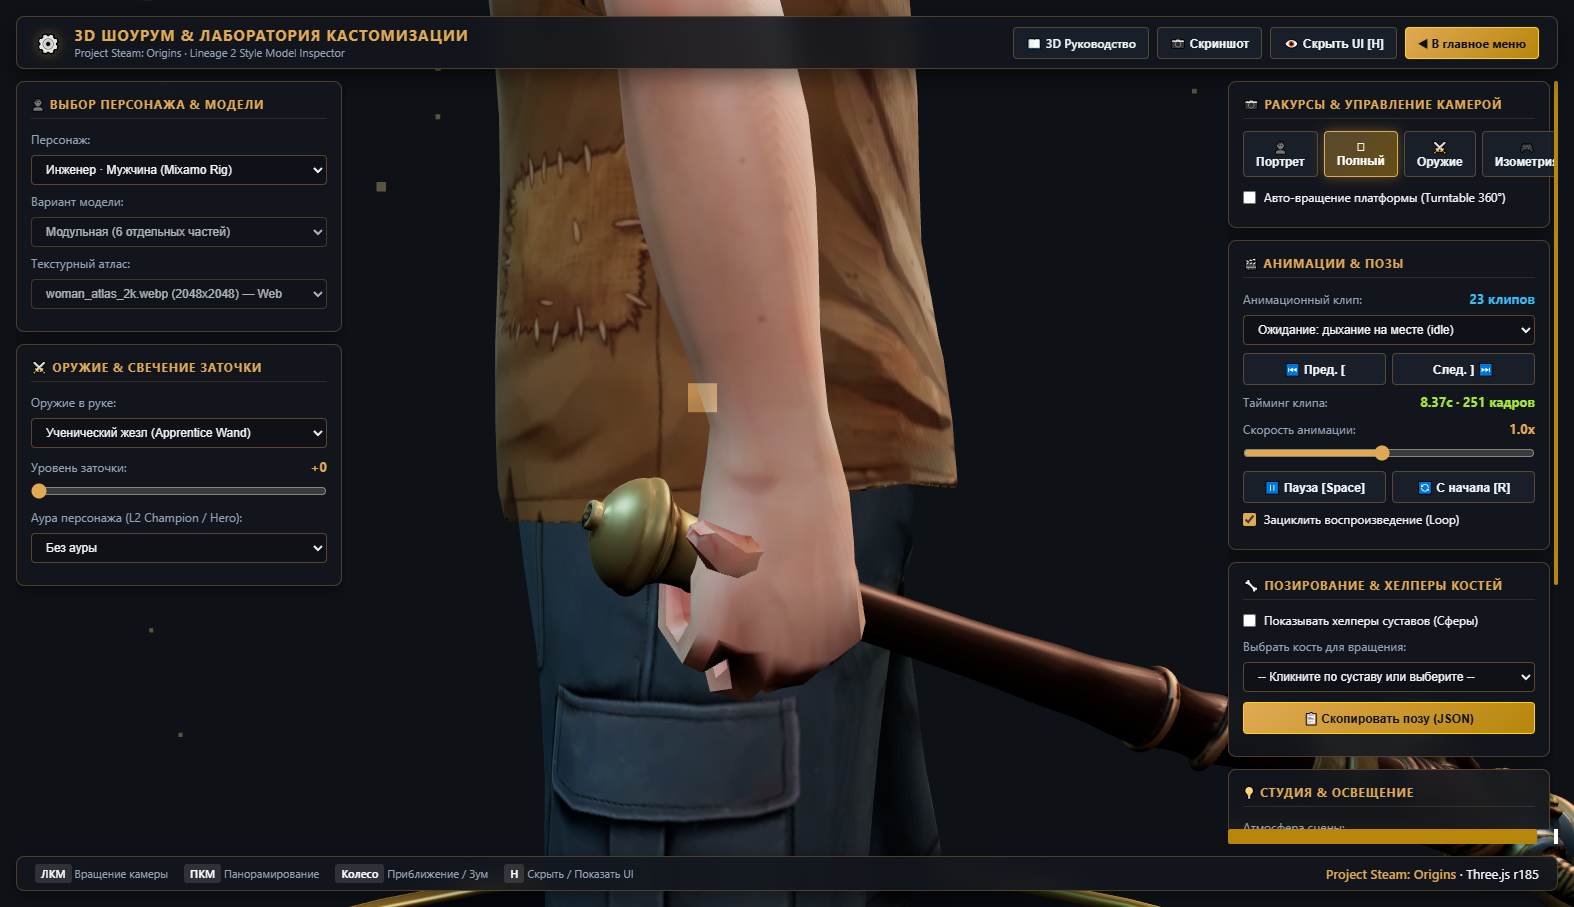 3D ШОУРУМ & ЛАБОРАТОРИЯ КАСТОМИЗАЦИИ
Project Steam: Origins · Lineage 2 Style Model Inspector
3D Руководство
Скриншот
Скрыть UI [H]
◀ В главное меню
ВЫБОР ПЕРСОНАЖА & МОДЕЛИ
Персонаж:
Инженер · Мужчина (Mixamo Rig)
Вариант модели:
Модульная (6 отдельных частей)
Текстурный атлас:
woman_atlas_2k.webp (2048x2048) — Web
ОРУЖИЕ & СВЕЧЕНИЕ ЗАТОЧКИ
Оружие в руке:
Ученический жезл (Apprentice Wand)
Уровень заточки: +0
Аура персонажа (L2 Champion / Hero):
Без ауры
РАКУРСЫ & УПРАВЛЕНИЕ КАМЕРОЙ
Портрет
Полный
Оружие
Изометрия
Авто-вращение платформы (Turntable 360°)
АНИМАЦИИ & ПОЗЫ
Анимационный клип: 23 клипов
Ожидание: дыхание на месте (idle)
Пред. [
След. ]
Тайминг клипа: 8.37с · 251 кадров
Скорость анимации: 1.0x
Пауза [Space]
С начала [R]
Зациклить воспроизведение (Loop)
ПОЗИРОВАНИЕ & ХЕЛПЕРЫ КОСТЕЙ
Показывать хелперы суставов (Сферы)
Выбрать кость для вращения:
-- Кликните по суставу или выберите --
Скопировать позу (JSON)
СТУДИЯ & ОСВЕЩЕНИЕ
Атмосфера сцены:
ЛКМ Вращение камеры ПКМ Панорамирование Колесо Приближение / Зум H Скрыть / Показать UI
Project Steam: Origins · Three.js r185